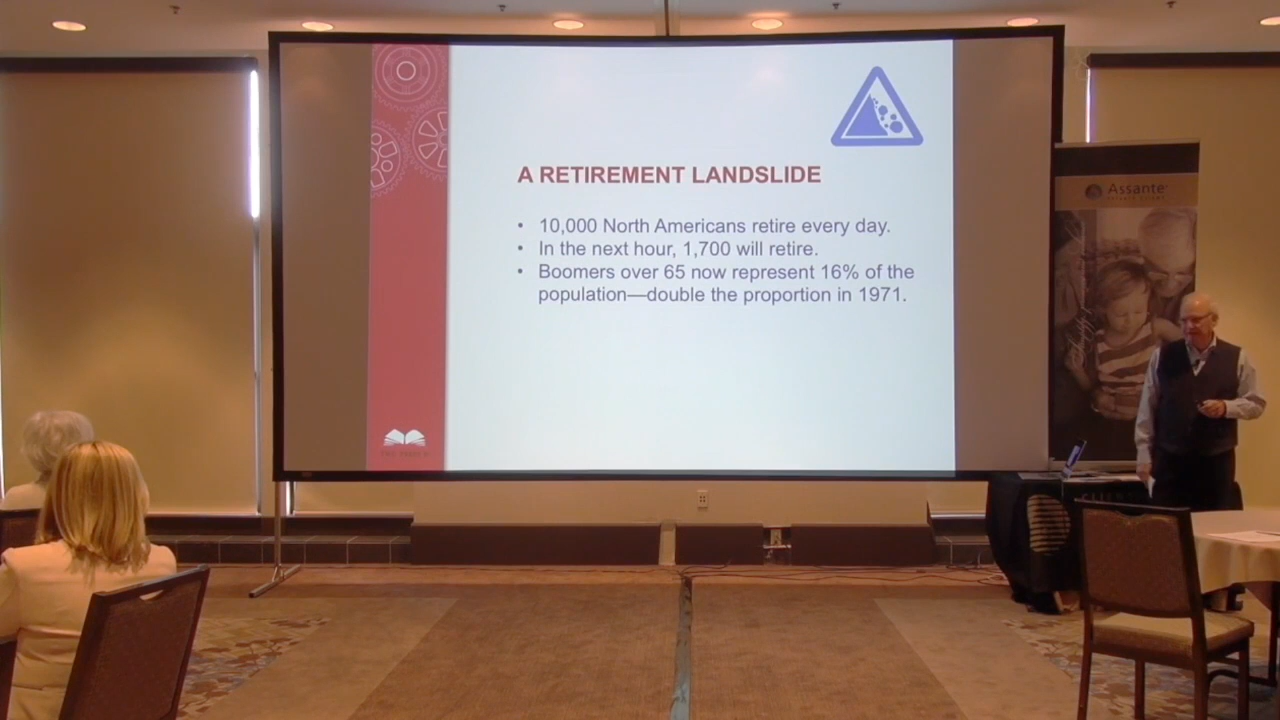 A RETIREMENT LANDSLIDE
• 10,000 North Americans retire every day.
• In the next hour, 1,700 will retire.
• Boomers over 65 now represent 16% of the
population—double the proportion in 1971.
Assante